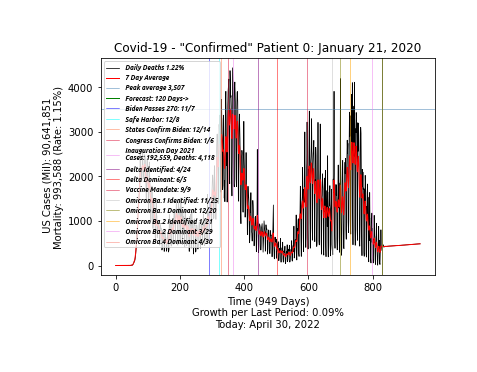 Covid-19 - "Confirmed" Patient 0: January 21, 2020
US Cases (Mil): 90,641,851
Mortality: 993,588 (Rate: 1.15%)
4000
3000
2000
1000
0
Daily Deaths 1.22%
7 Day Average
Peak average 3,507
Forecast: 120 Days->
Biden Passes 270: 11/7
Safe Harbor: 12/8
States Confirm Biden: 12/14
Congress Confirms Biden: 1/6
Inauguration Day 2021
Cases: 192,559, Deaths: 4,118
Delta Identified: 4/24
Delta Dominant: 6/5
Vaccine Mandate: 9/9
Omicron Ba.1 Identified: 11/25
Omicron Ba.1 Dominant 12/20
Omicron Ba.2 Identified 1/21
Omicron Ba.2 Dominant 3/29
Omicron Ba.4 Dominant 4/30
0 200 400 600 800
Time (949 Days)
Growth per Last Period: 0.09%
Today: April 30, 2022